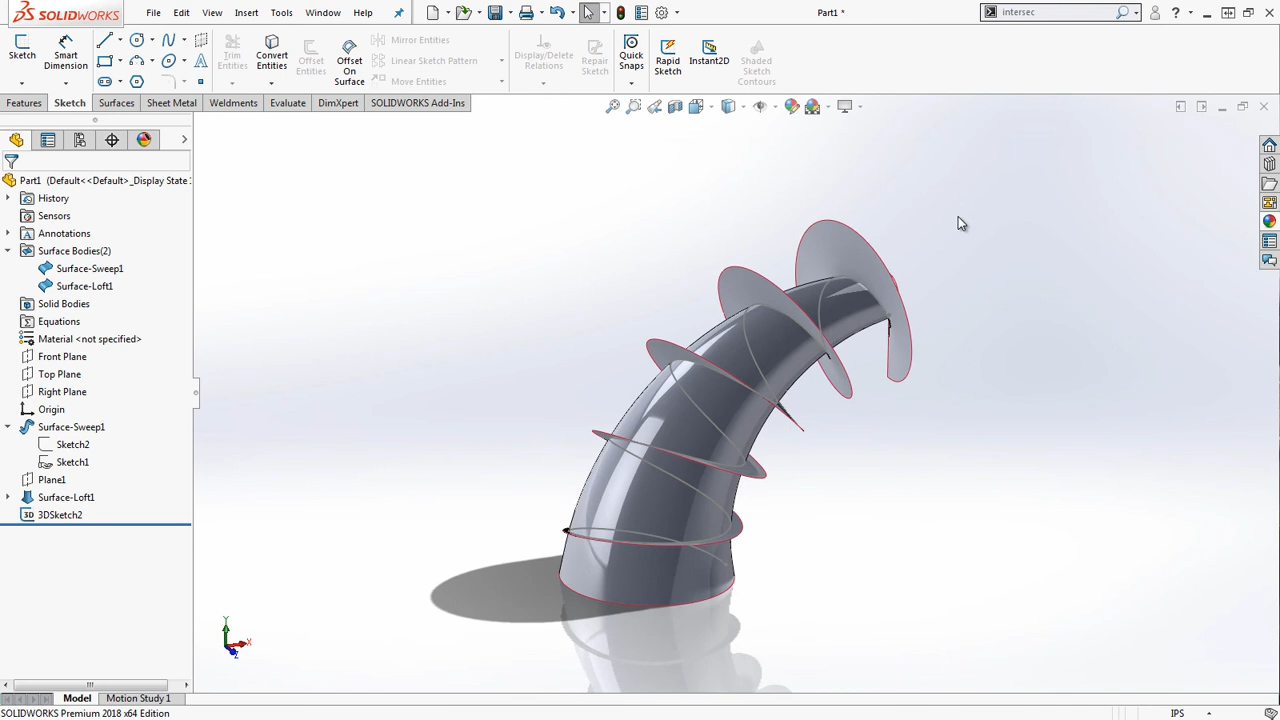 SOLIDWORKS
File Edit View Insert Tools Window Help
Part1 *
intersec
Sketch
Smart Dimension
Trim Entities
Convert Entities
Offset Entities
Offset On Surface
Mirror Entities
Linear Sketch Pattern
Move Entities
Display/Delete Relations
Repair Sketch
Quick Snaps
Rapid Sketch
Instant2D
Shaded Sketch Contours
Features Sketch Surfaces Sheet Metal Weldments Evaluate DimXpert SOLIDWORKS Add-Ins
Part1 (Default<<Default>_Display State
History
Sensors
Annotations
Surface Bodies(2)
Surface-Sweep1
Surface-Loft1
Solid Bodies
Equations
Material <not specified>
Front Plane
Top Plane
Right Plane
Origin
Surface-Sweep1
Sketch2
Sketch1
Plane1
Surface-Loft1
3D 3DSketch2
Y
X
Z
Model Motion Study 1
SOLIDWORKS Premium 2018 x64 Edition
IPS